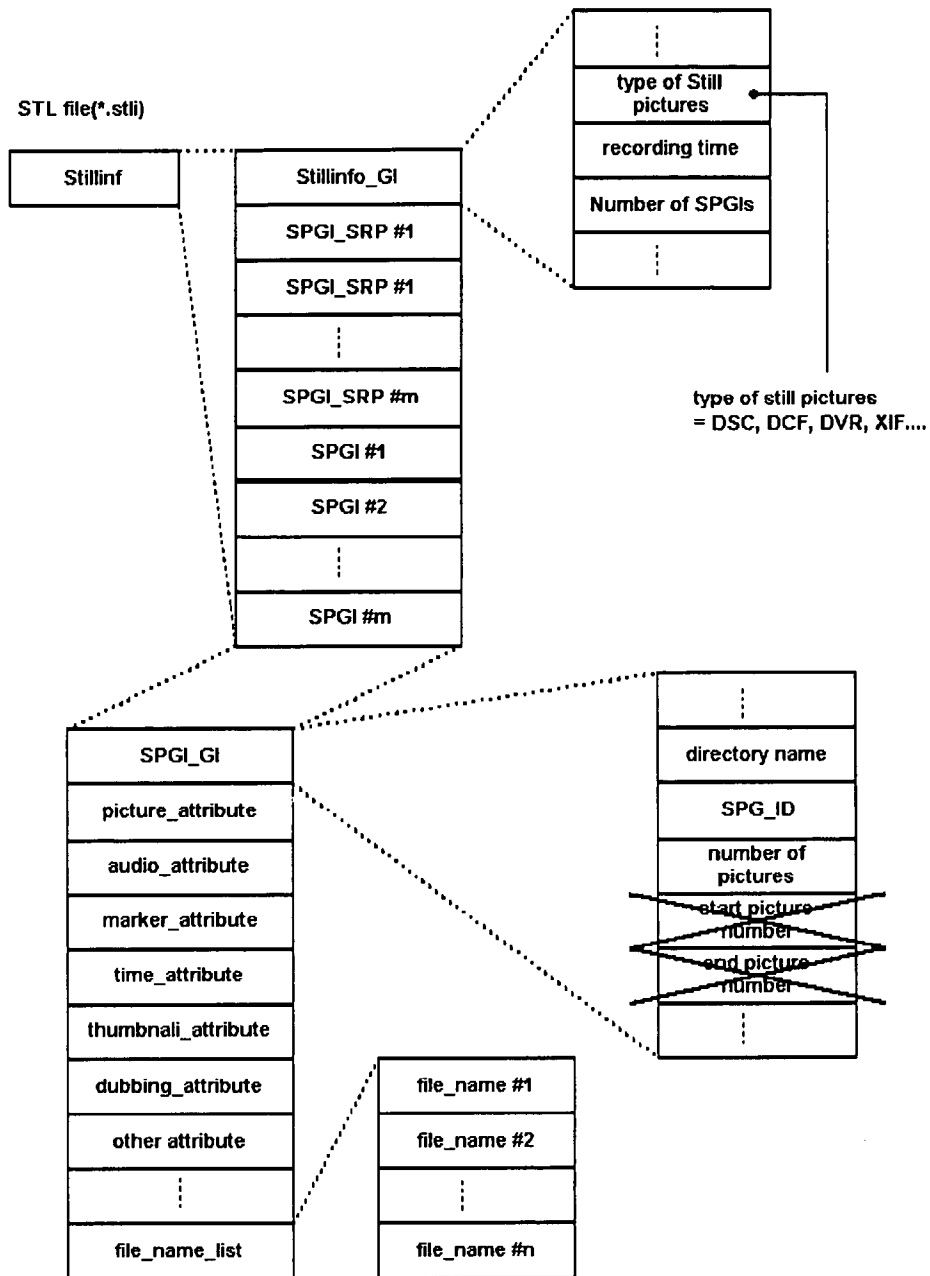 STL file(*.stli)
Stillinf
Stillinfo_GI
SPGI_SRP #1
SPGI_SRP #1
SPGI_SRP #m
SPGI #1
SPGI #2
SPGI #m
type of Still
pictures
recording time
Number of SPGIs
type of still pictures
= DSC, DCF, DVR, XIF....
SPGI_GI
picture_attribute
audio_attribute
marker_attribute
time_attribute
thumbnali_attribute
dubbing_attribute
other attribute
file_name_list
file_name #1
file_name #2
file_name #n
directory name
SPG_ID
number of
pictures
start picture
number
end picture
number